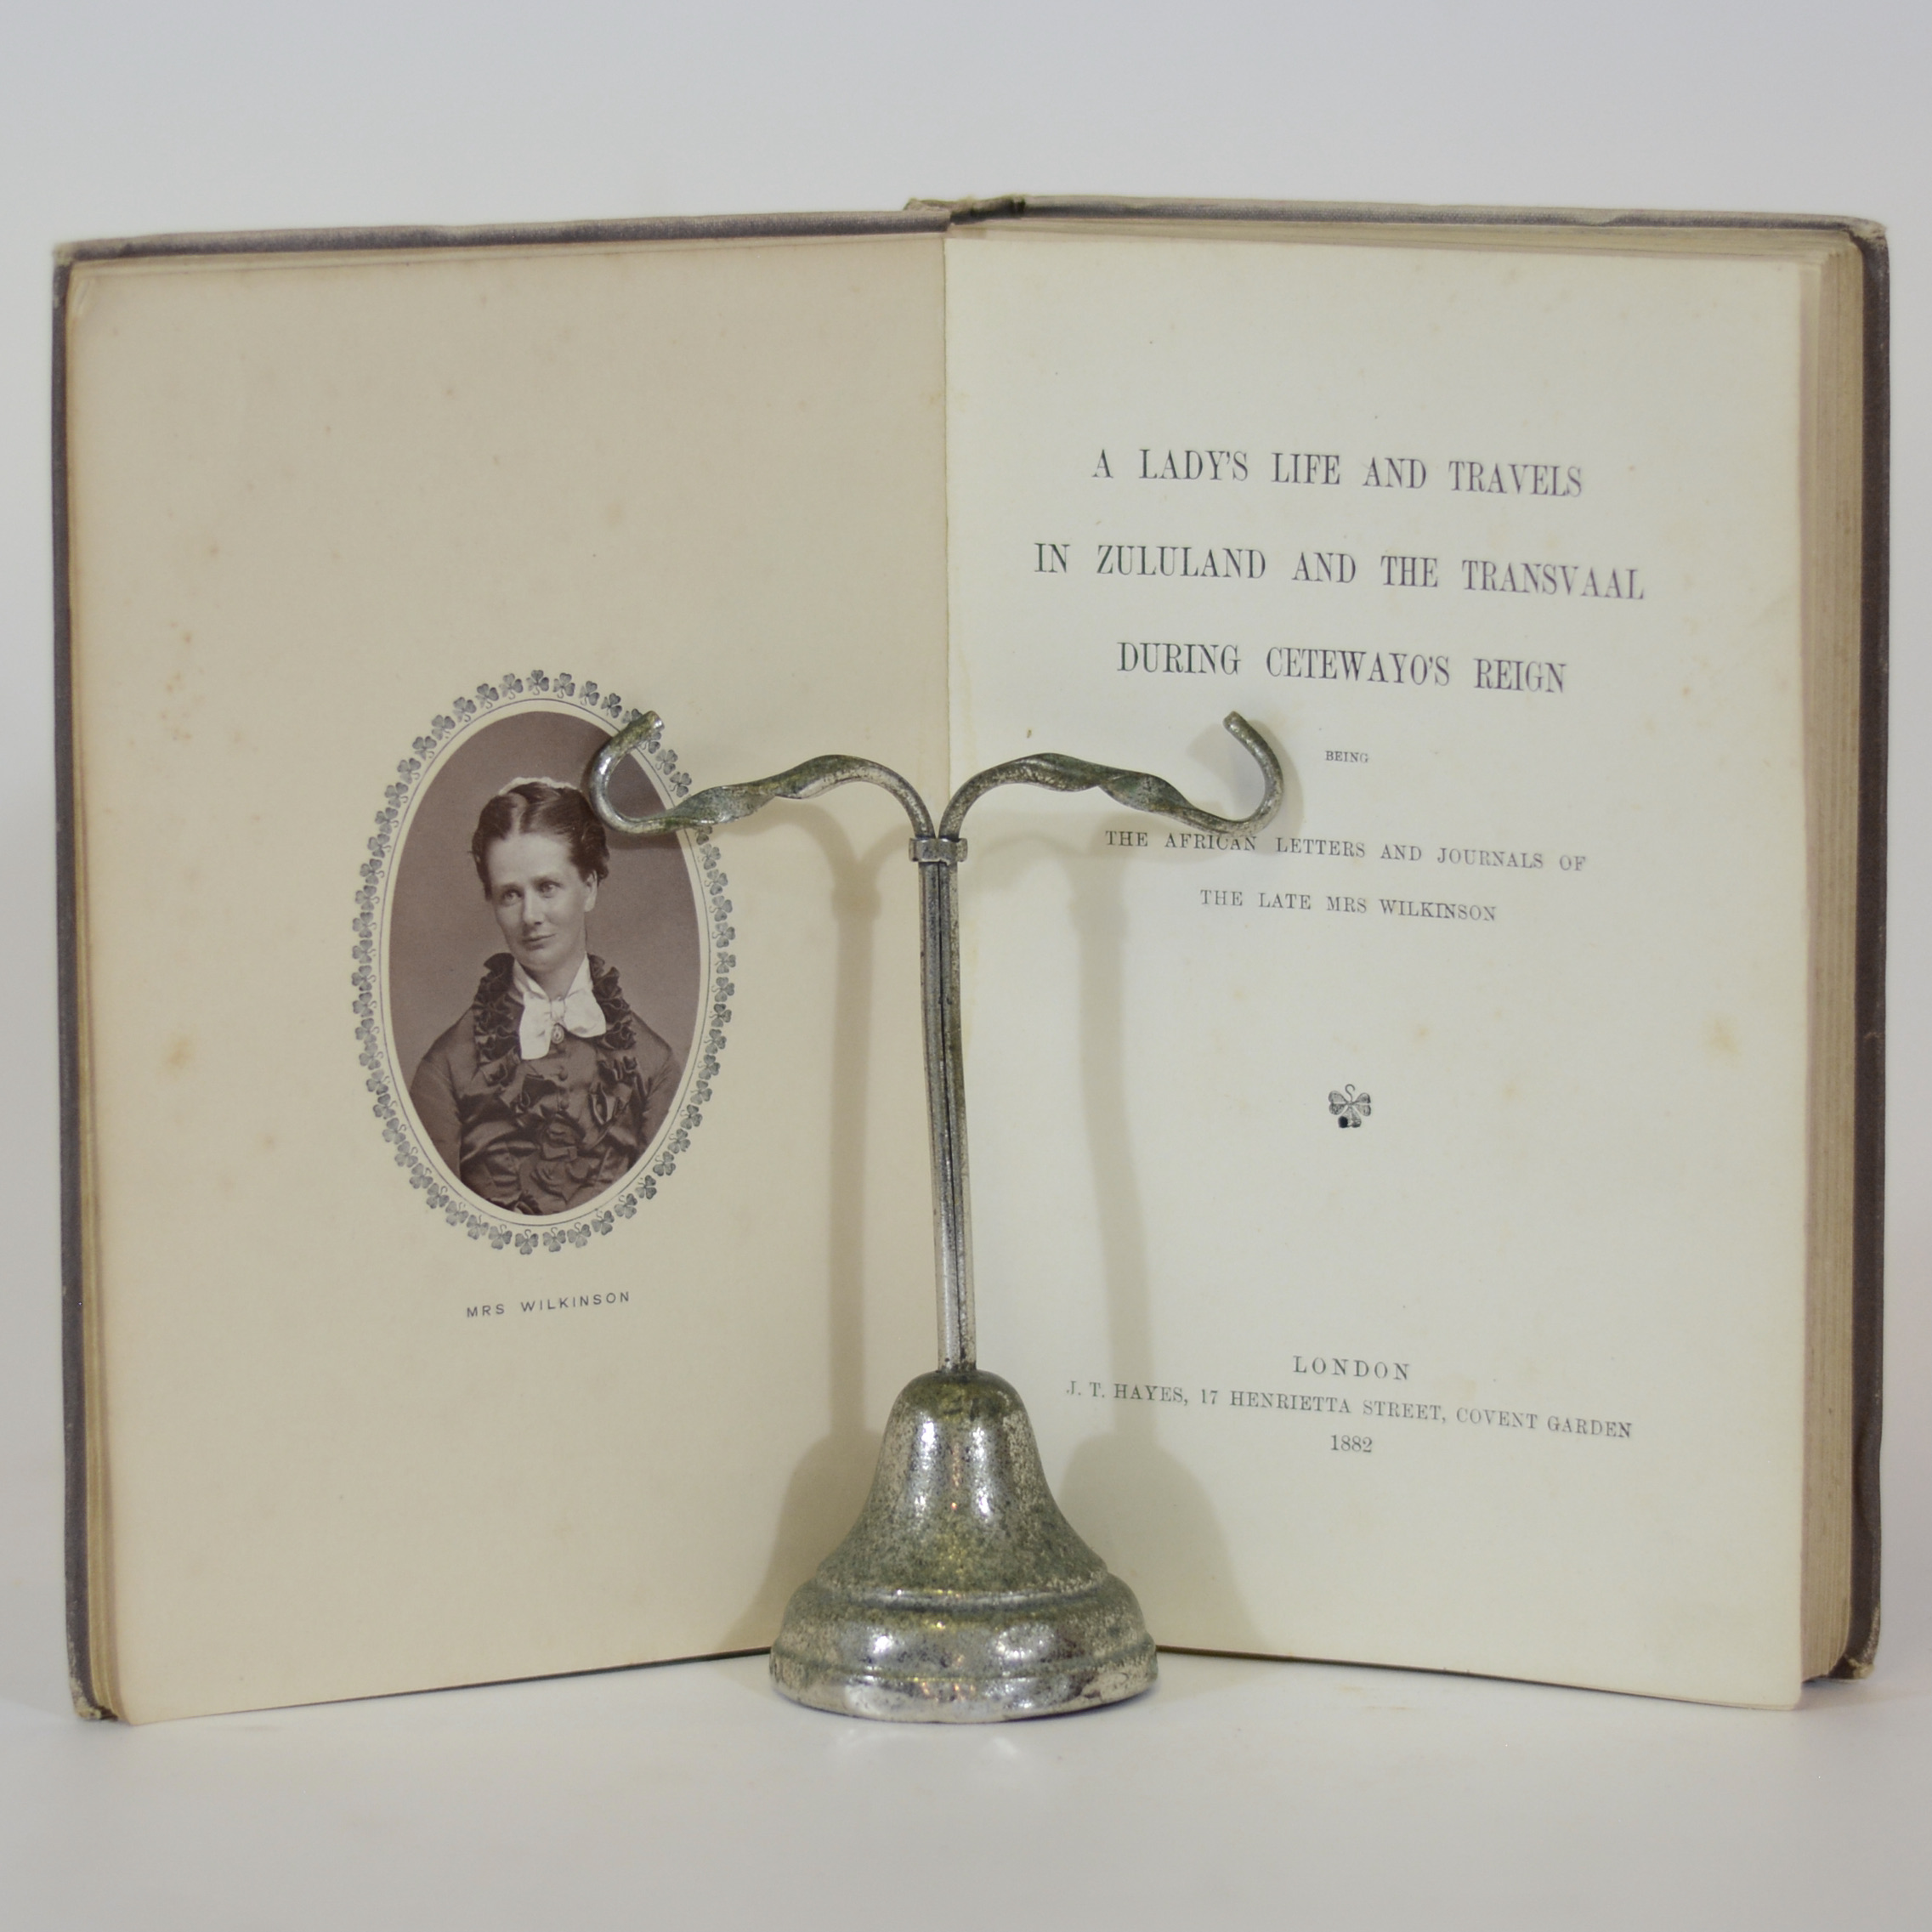 MRS WILKINSON
A LADY'S LIFE AND TRAVELS
IN ZULULAND AND THE TRANSVAAL
DURING CETEWAYO'S REIGN
BEING
THE AFRICAN LETTERS AND JOURNALS OF
THE LATE MRS WILKINSON
LONDON
J. T. HAYES, 17 HENRIETTA STREET, COVENT GARDEN
1882